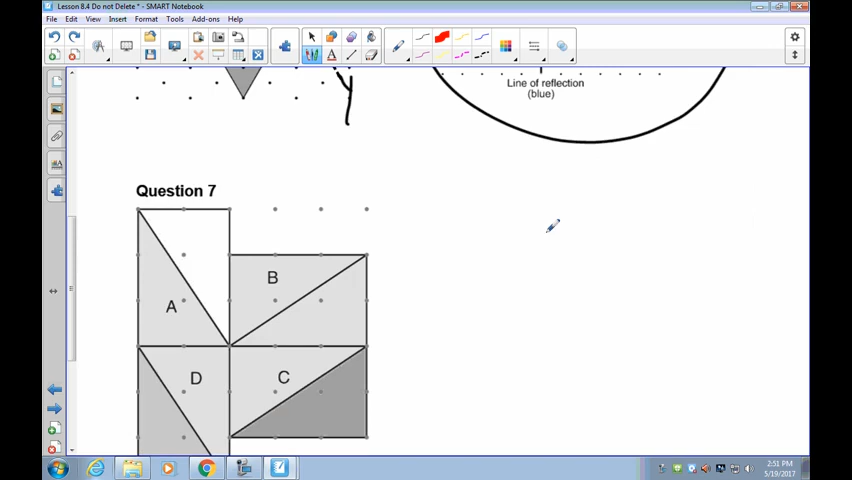 Lesson 8.4 Do not Delete * - SMART Notebook
File Edit View Insert Format Tools Add-ons Help
y
Line of reflection
(blue)
Question 7
B
A
D
C
2:51 PM
5/19/2017